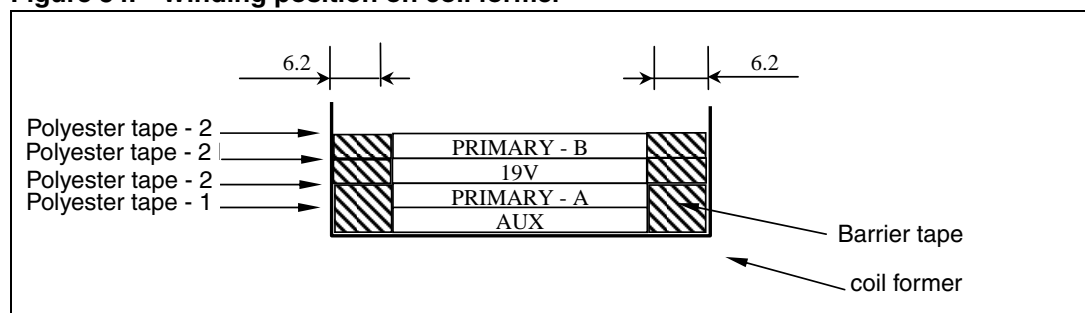 6.2 6.2
Polyester tape - 2
Polyester tape - 2
Polyester tape - 2
Polyester tape - 1
PRIMARY - B
19V
PRIMARY - A
AUX
Barrier tape
coil former